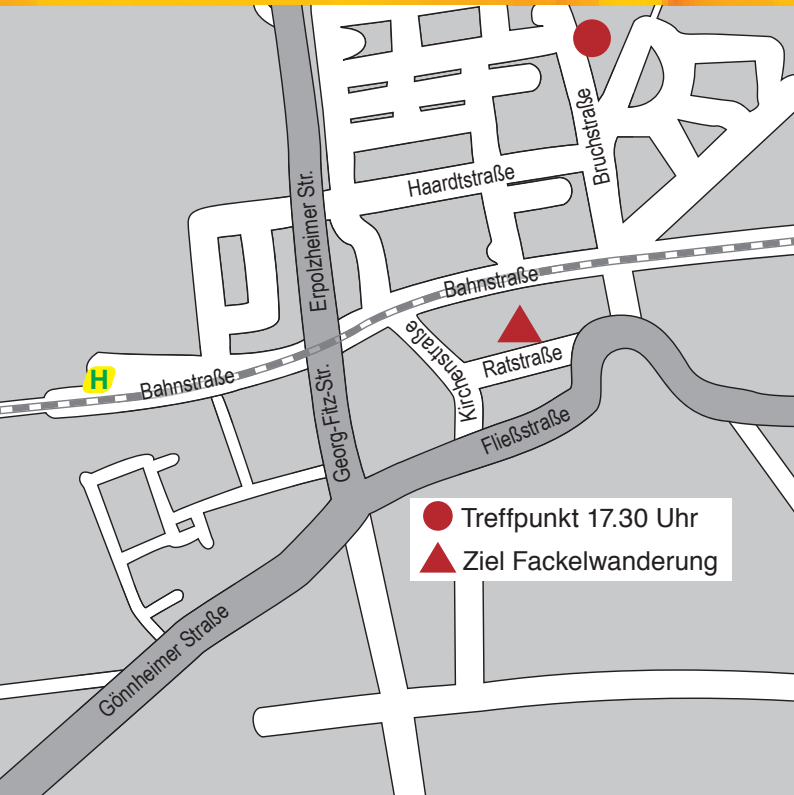 Bruchstraße
Haardtstraße
Erpolzheimer Str.
Bahnstraße
Kirchenstraße
Ratstraße
H
Bahnstraße
Georg-Fitz-Str.
Fließstraße
Treffpunkt 17.30 Uhr
Ziel Fackelwanderung
Gönnheimer Straße